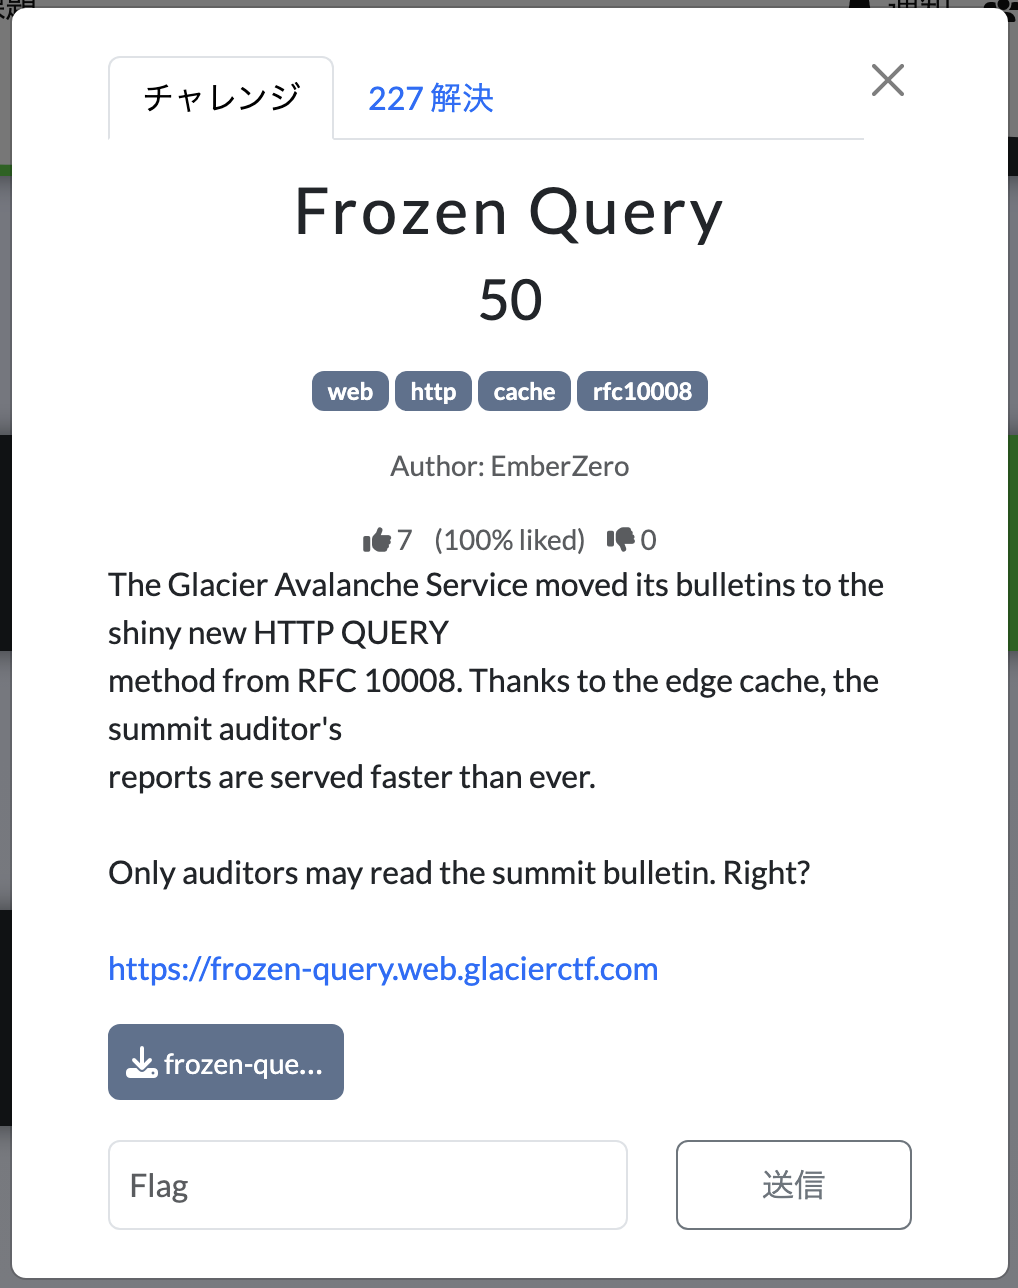 チャレンジ
227 解決
Frozen Query
50
web http cache rfc10008
Author: EmberZero
7 (100% liked) 0
The Glacier Avalanche Service moved its bulletins to the
shiny new HTTP QUERY
method from RFC 10008. Thanks to the edge cache, the
summit auditor's
reports are served faster than ever.
Only auditors may read the summit bulletin. Right?
https://frozen-query.web.glacierctf.com
frozen-que...
Flag
送信